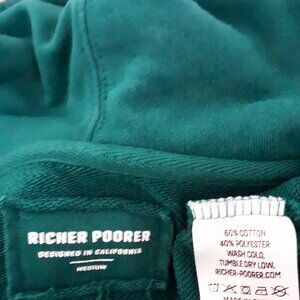 RICHER POORER
DESIGNED IN CALIFORNIA
MEDIUM
60% COTTON
40% POLYESTER
WASH COLD,
TUMBLE DRY LOW,
RICHER-POORER.COM